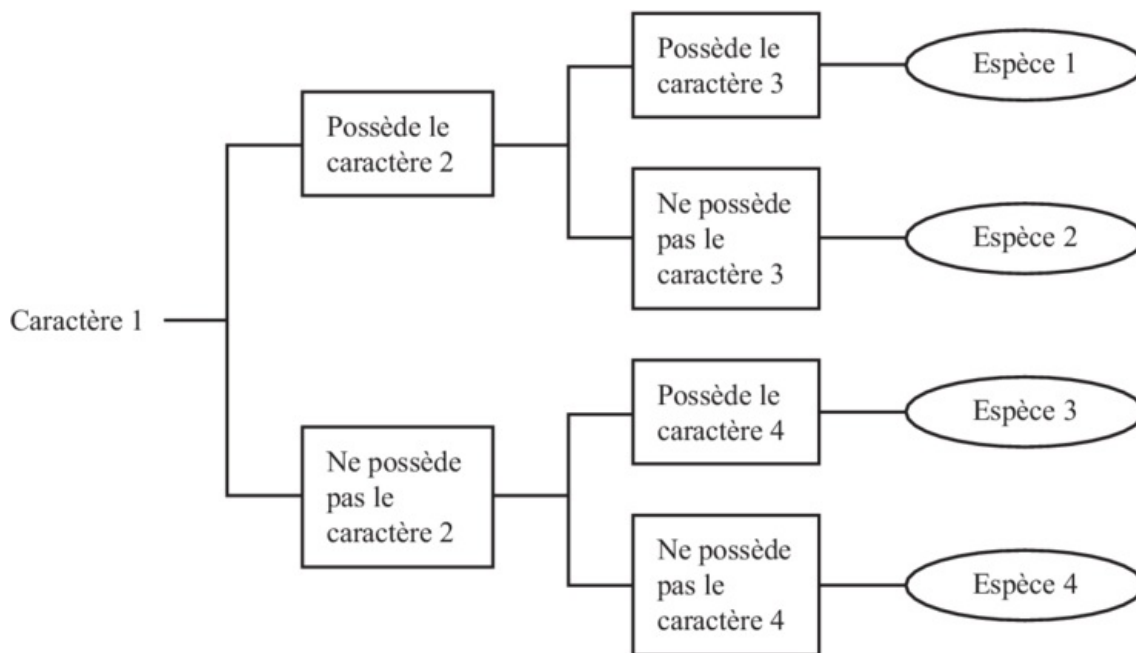 Possède le
caractère 3
Espèce 1
Possède le
caractère 2
Ne possède
pas le
caractère 3
Espèce 2
Caractère 1
Possède le
caractère 4
Espèce 3
Ne possède
pas le
caractère 2
Ne possède
pas le
caractère 4
Espèce 4